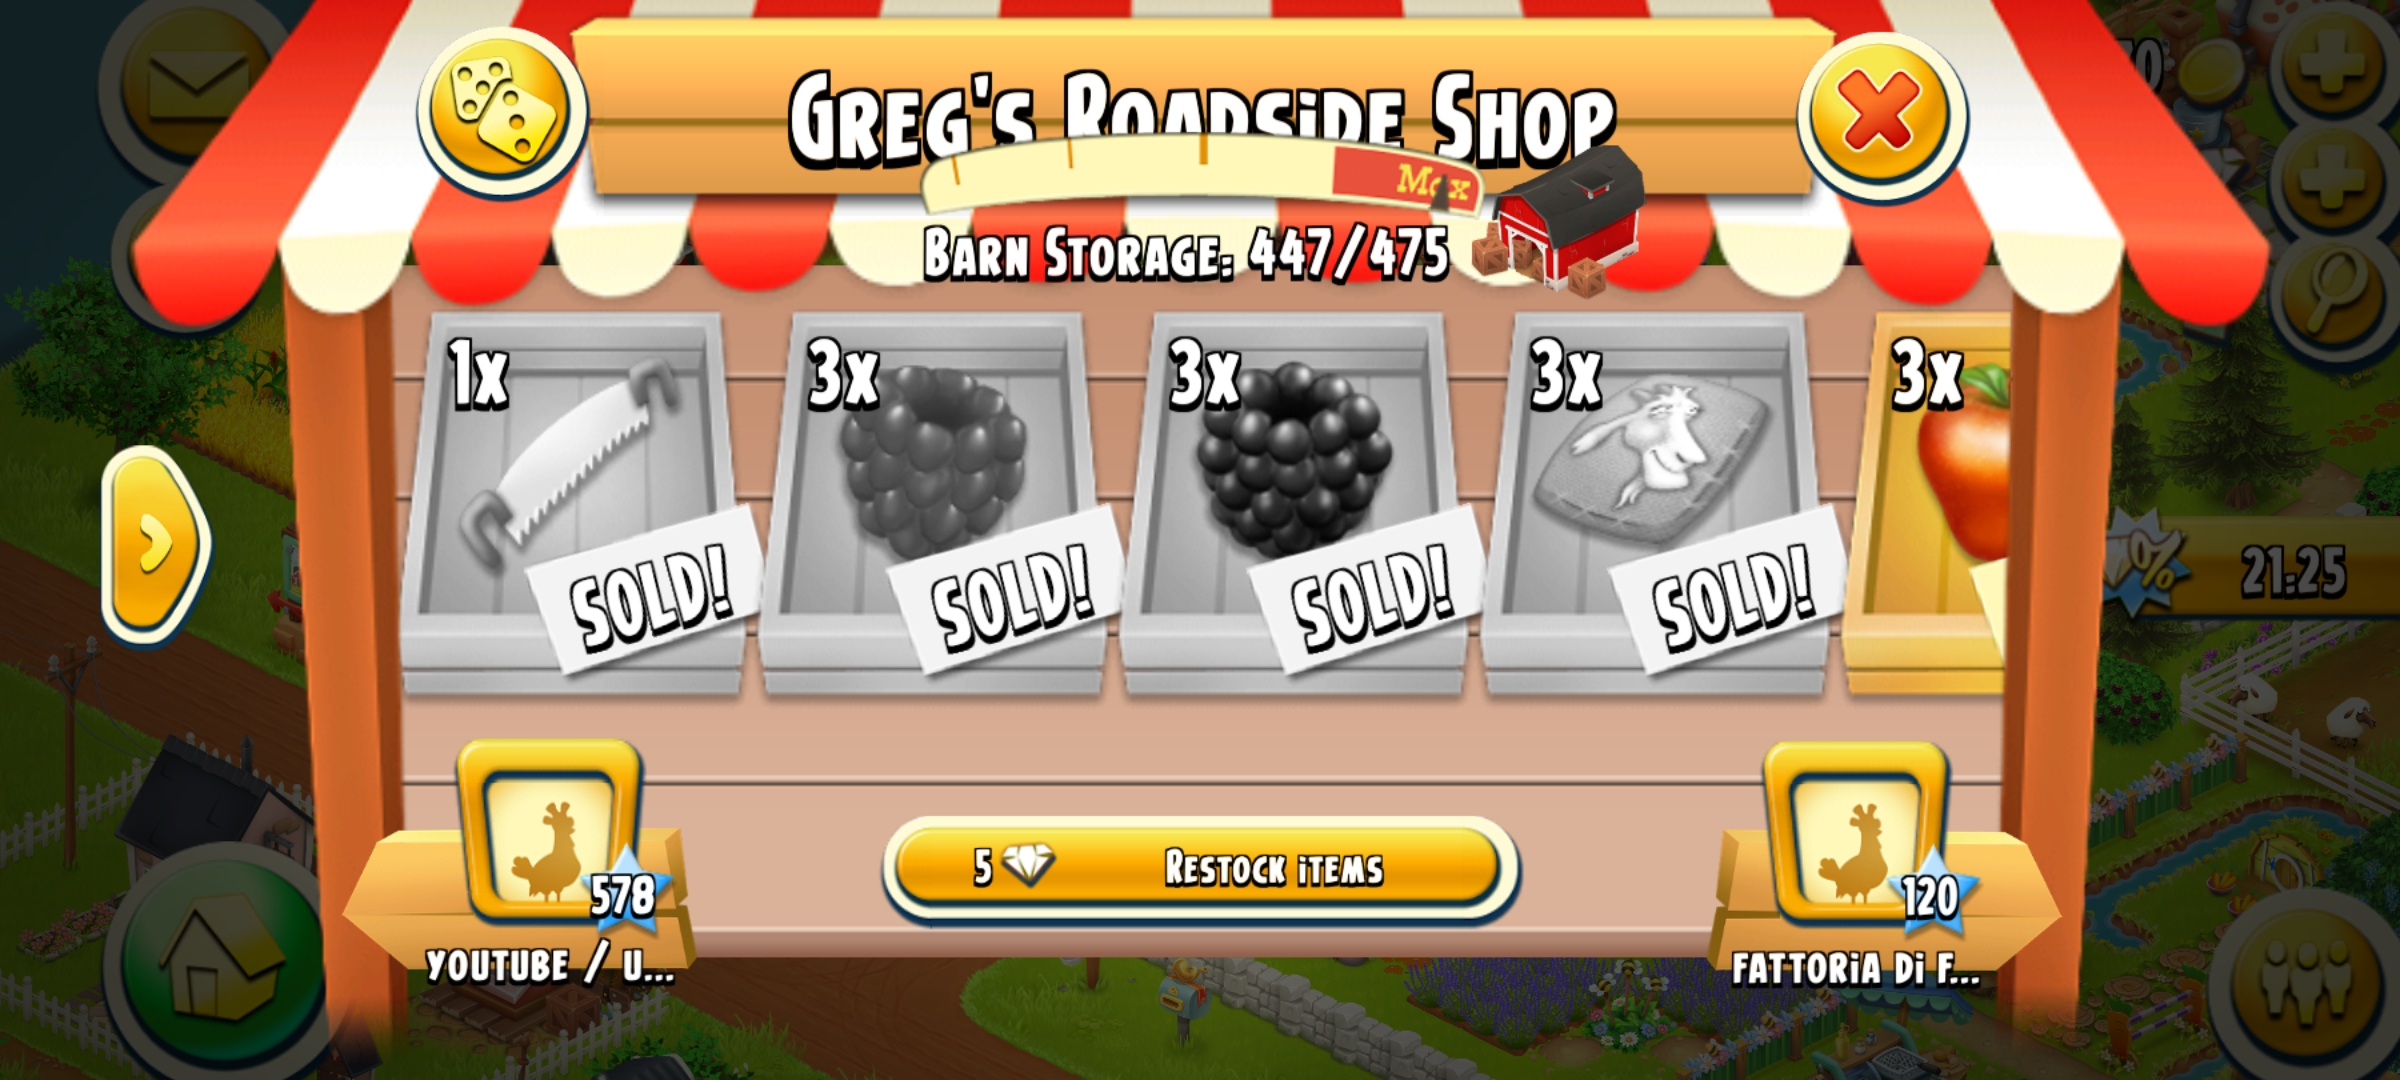 GREG'S ROADSIDE SHOP
Max
BARN STORAGE: 447/475
1x
3x
3x
3x
3x
SOLD!
SOLD!
SOLD!
SOLD!
21:25
5
RESTOCK ITEMS
578
120
YOUTUBE / U...
FATTORIA DI F...